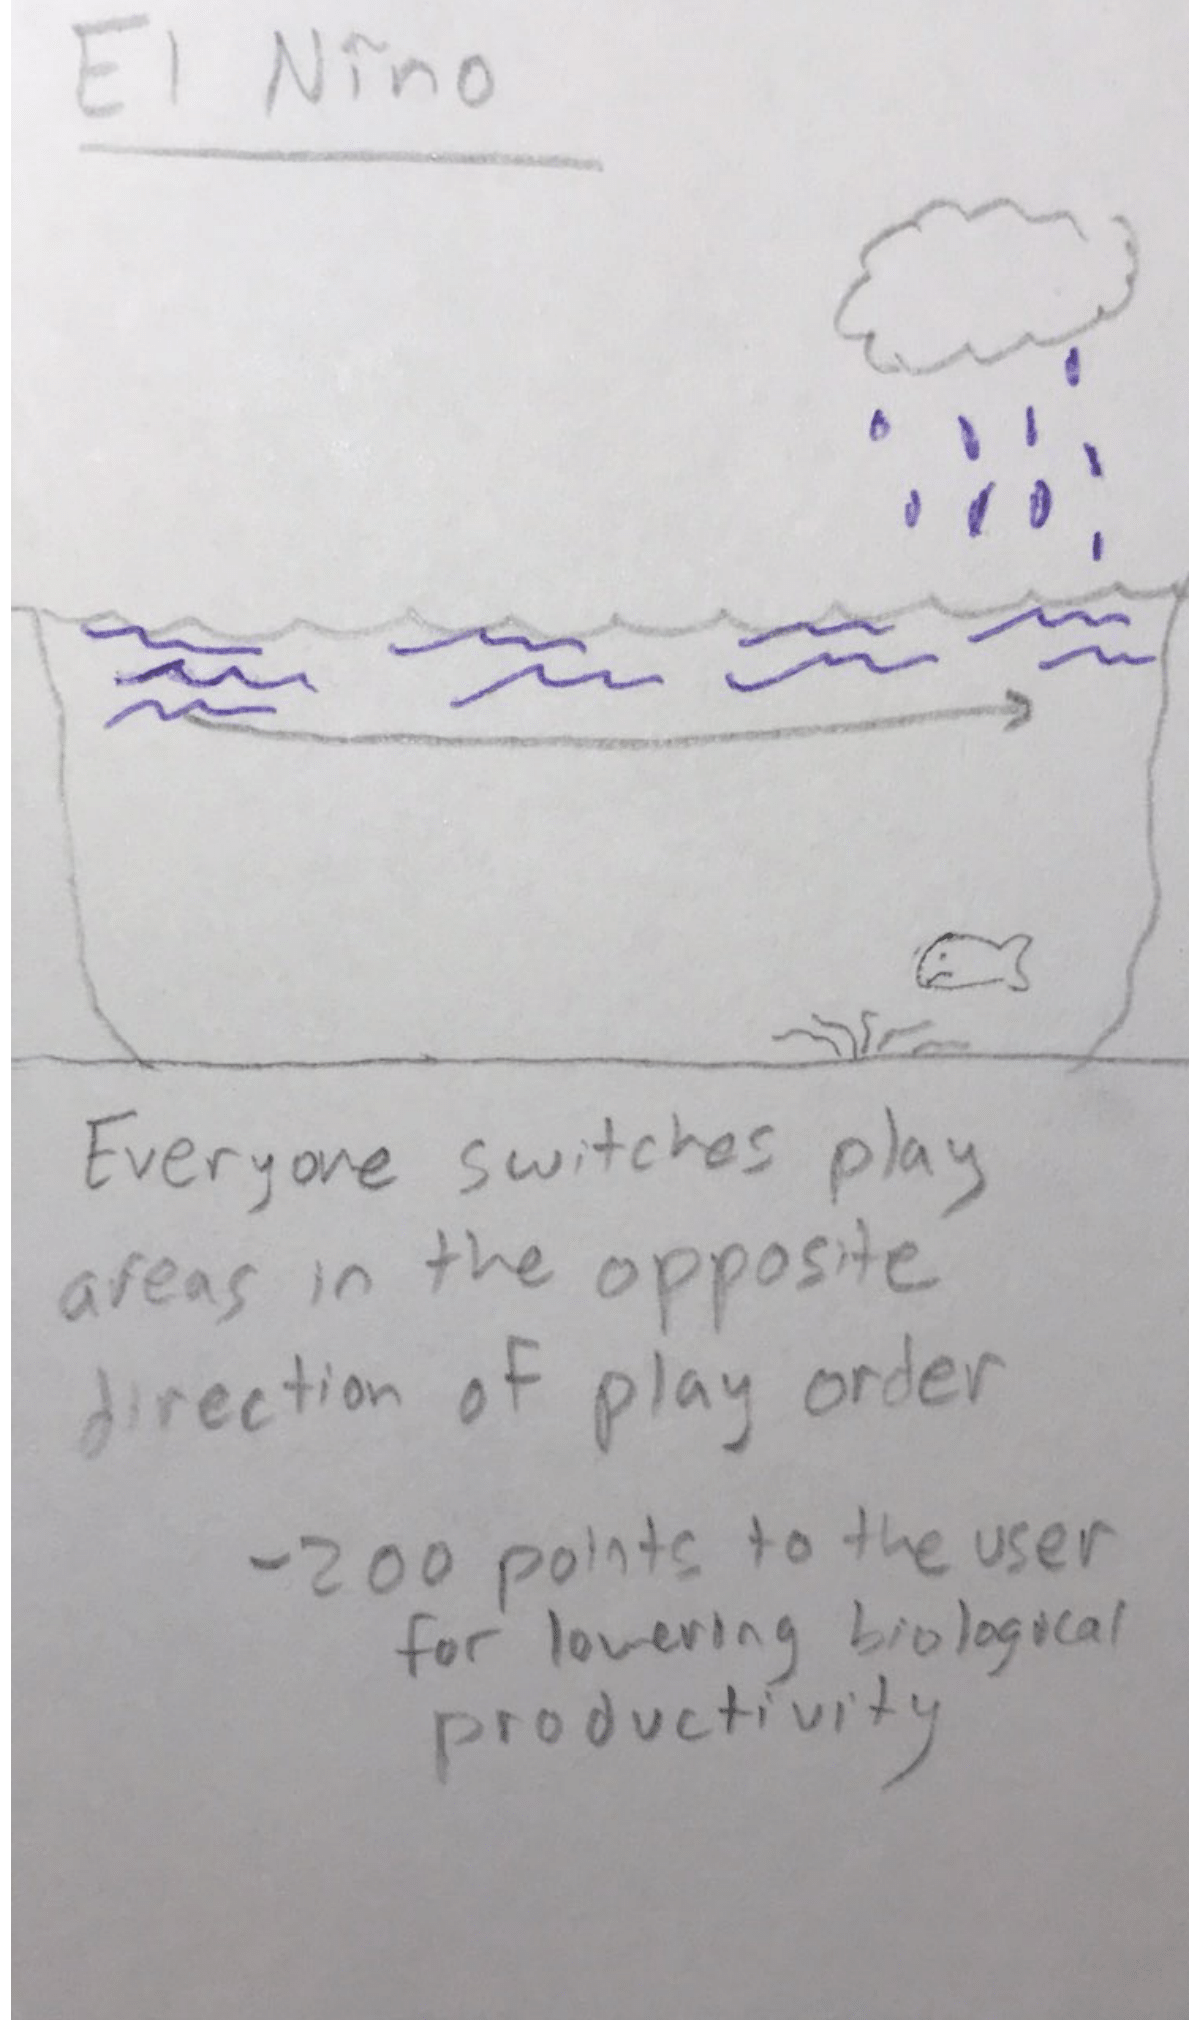 El Nĩno
Everyone switches play
areas in the opposite
direction of play order
-200 points to the user
for lowering biological
productivity